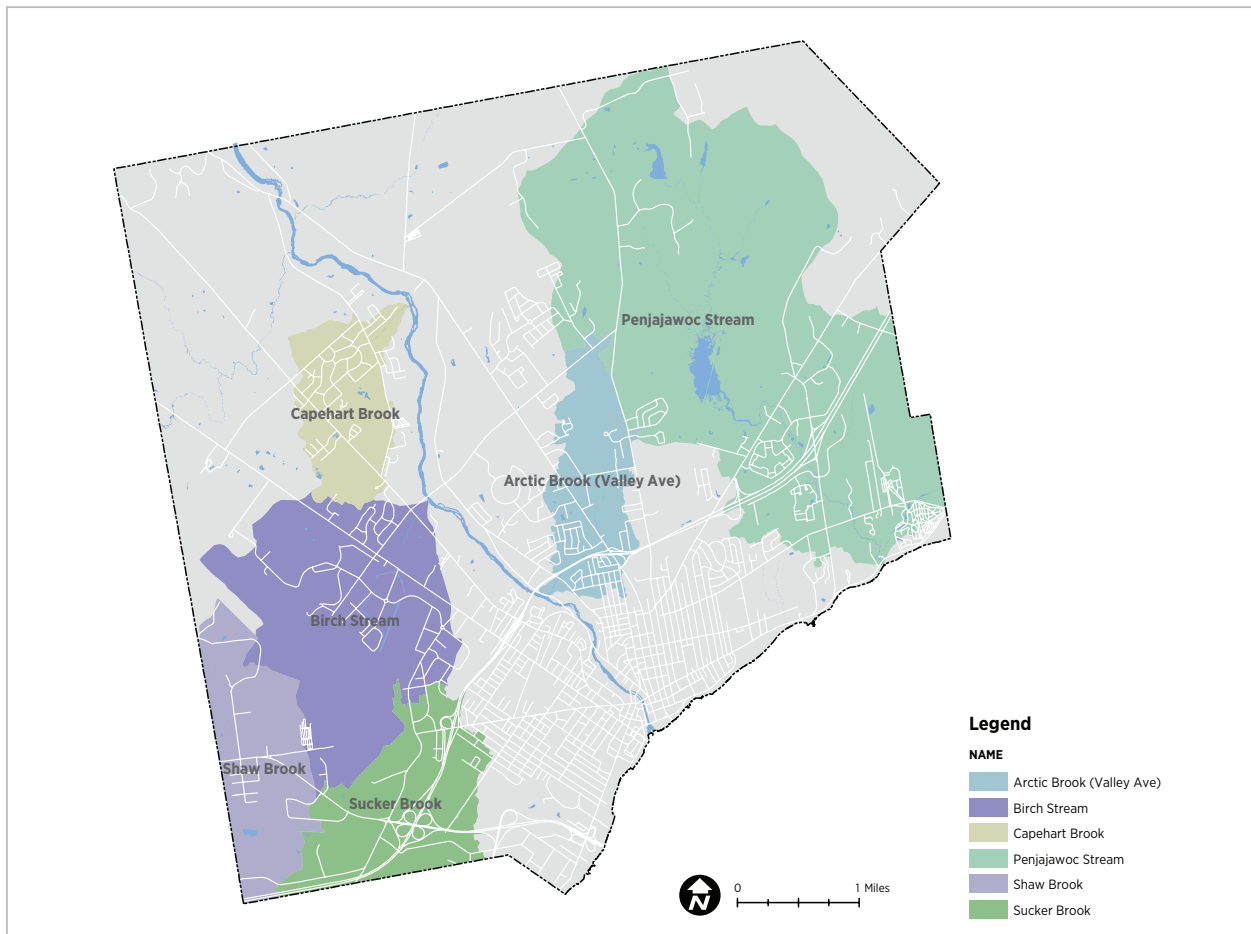 Penjajawoc Stream
Capehart Brook
Arctic Brook (Valley Ave)
Birch Stream
Shaw Brook
Sucker Brook
Legend
NAME
Arctic Brook (Valley Ave)
Birch Stream
Capehart Brook
Penjajawoc Stream
Shaw Brook
Sucker Brook
N
0 1 Miles